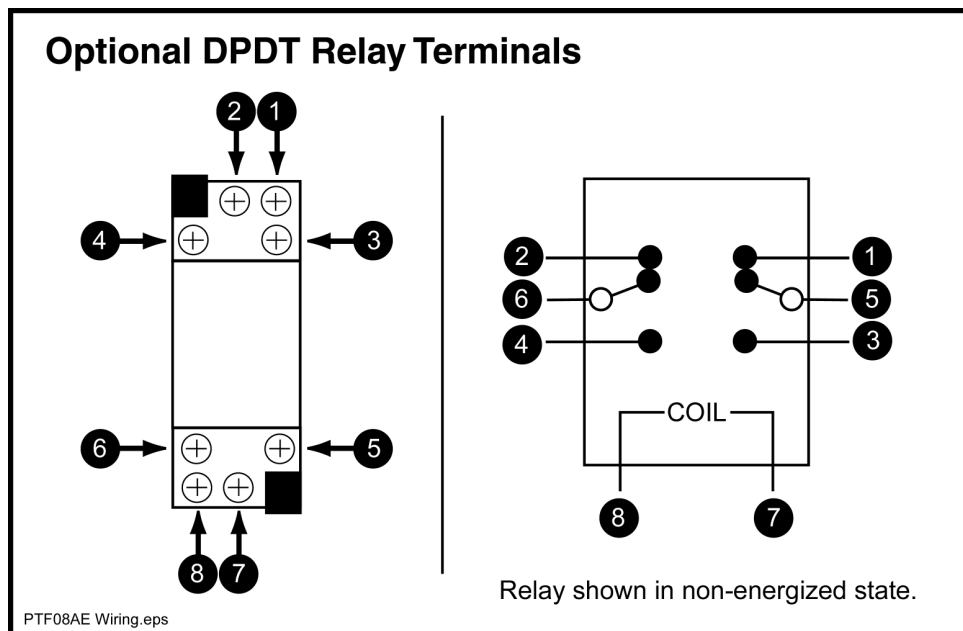 Optional DPDT Relay Terminals
2 1
4 3
6 5
8 7
2 1
6 5
4 3
COIL
8 7
Relay shown in non-energized state.
PTF08AE Wiring.eps